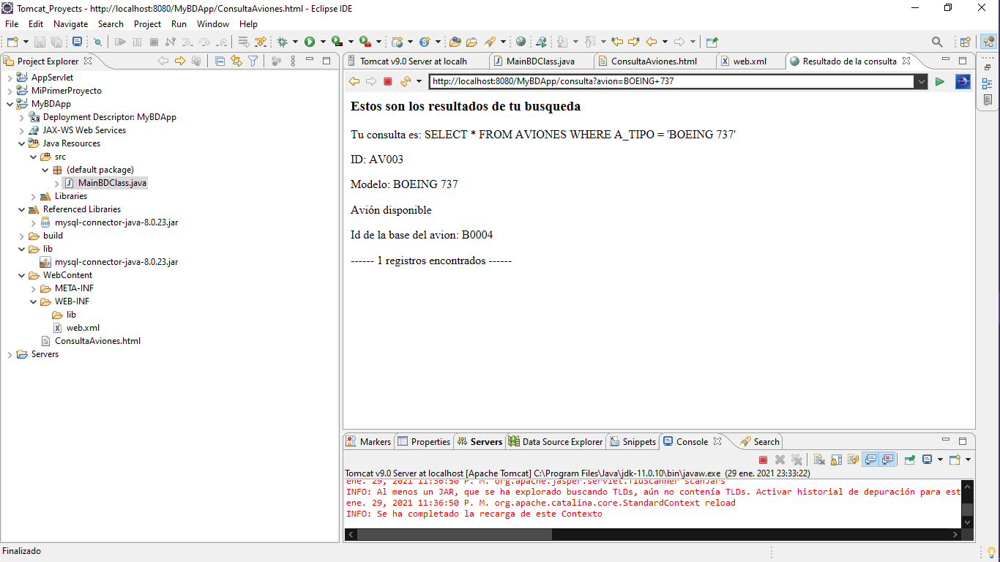 Tomcat_Proyects - http://localhost:8080/MyBDApp/ConsultaAviones.html - Eclipse IDE
File Edit Navigate Search Project Run Window Help
Project Explorer
AppServlet
MiPrimerProyecto
MyBDApp
Deployment Descriptor: MyBDApp
JAX-WS Web Services
Java Resources
src
(default package)
MainBDClass.java
Libraries
Referenced Libraries
mysql-connector-java-8.0.23.jar
build
lib
mysql-connector-java-8.0.23.jar
WebContent
META-INF
WEB-INF
lib
web.xml
ConsultaAviones.html
Servers
Tomcat v9.0 Server at localh MainBDClass.java ConsultaAviones.html web.xml Resultado de la consulta
http://localhost:8080/MyBDApp/consulta?avion=BOEING+737
Estos son los resultados de tu busqueda
Tu consulta es: SELECT * FROM AVIONES WHERE A_TIPO = 'BOEING 737'
ID: AV003
Modelo: BOEING 737
Avión disponible
Id de la base del avion: B0004
------ 1 registros encontrados ------
Markers Properties Servers Data Source Explorer Snippets Console Search
Tomcat v9.0 Server at localhost [Apache Tomcat] C:\Program Files\Java\jdk-11.0.10\bin\javaw.exe (29 ene. 2021 23:33:22)
ene. 29, 2021 11:36:50 P. M. org.apache.jasper.servlet.TldScanner scanJars
INFO: Al menos un JAR, que se ha explorado buscando TLDs, aún no contenía TLDs. Activar historial de depuración para est
ene. 29, 2021 11:36:50 P. M. org.apache.catalina.core.StandardContext reload
INFO: Se ha completado la recarga de este Contexto
Finalizado